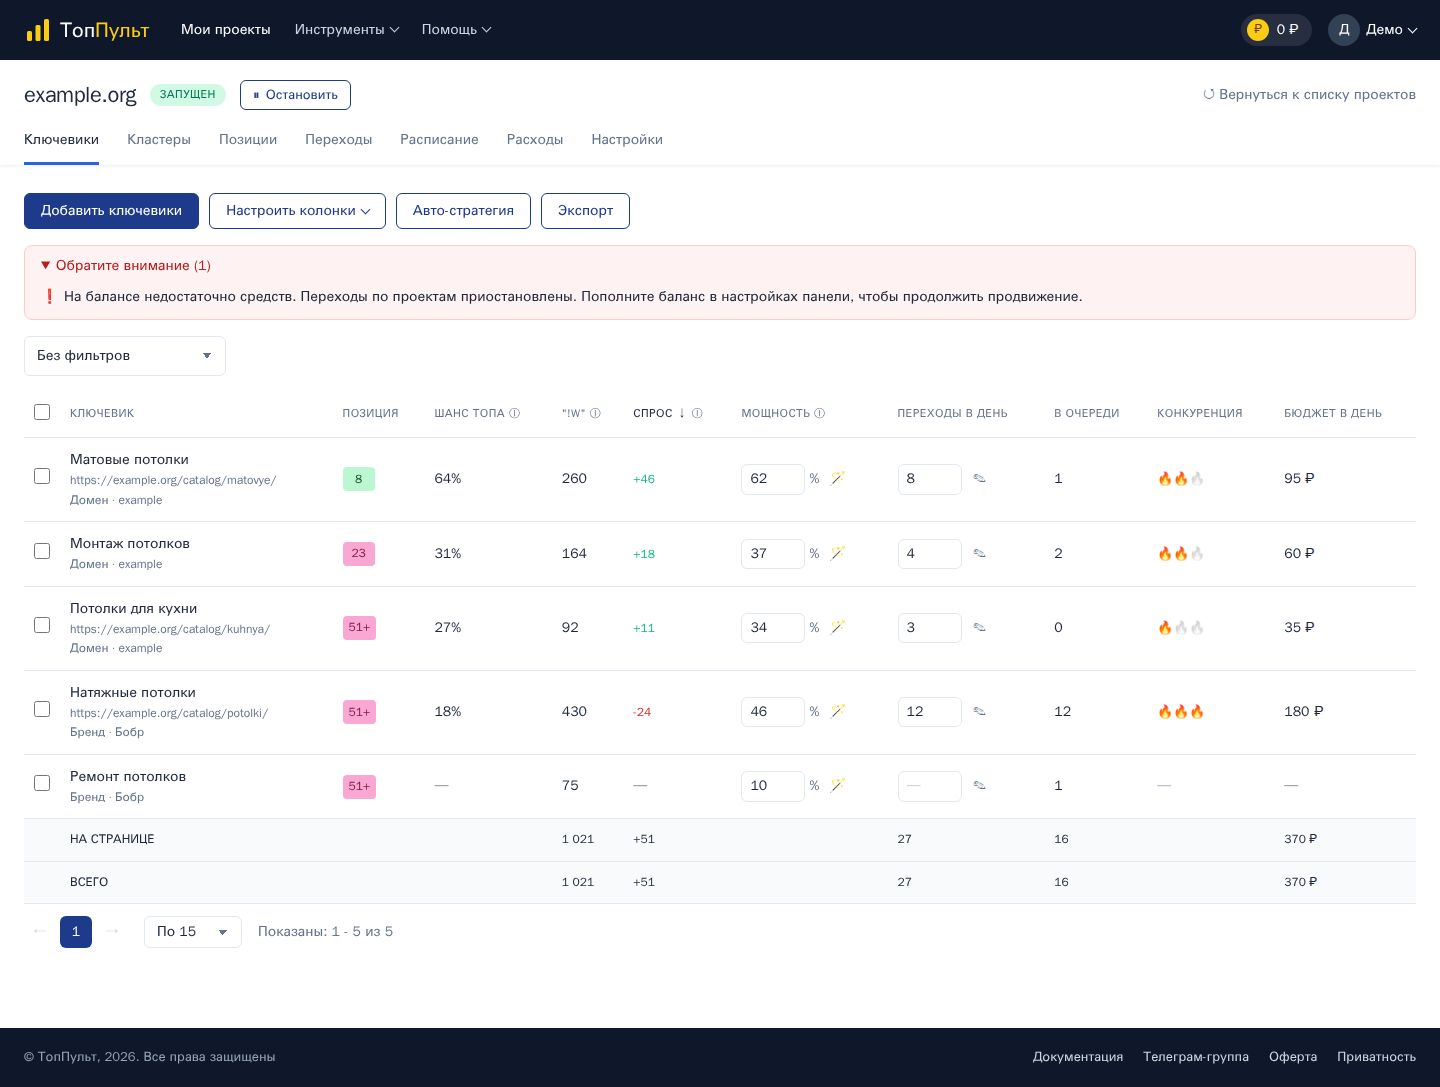 ТопПульт Мои проекты Инструменты Помощь ₽ 0 ₽ Д Демо
example.org ЗАПУЩЕН Остановить Вернуться к списку проектов
Ключевики Кластеры Позиции Переходы Расписание Расходы Настройки
Добавить ключевики Настроить колонки Авто-стратегия Экспорт
▼ Обратите внимание (1)
❗ На балансе недостаточно средств. Переходы по проектам приостановлены. Пополните баланс в настройках панели, чтобы продолжить продвижение.
Без фильтров
КЛЮЧЕВИК ПОЗИЦИЯ ШАНС ТОПА ⓘ "!W" ⓘ СПРОС ↓ ⓘ МОЩНОСТЬ ⓘ ПЕРЕХОДЫ В ДЕНЬ В ОЧЕРЕДИ КОНКУРЕНЦИЯ БЮДЖЕТ В ДЕНЬ
Матовые потолки
https://example.org/catalog/matovye/
Домен · example
8 64% 260 +46 62 % 8 1 95 ₽
Монтаж потолков
Домен · example
23 31% 164 +18 37 % 4 2 60 ₽
Потолки для кухни
https://example.org/catalog/kuhnya/
Домен · example
51+ 27% 92 +11 34 % 3 0 35 ₽
Натяжные потолки
https://example.org/catalog/potolki/
Бренд · Бобр
51+ 18% 430 -24 46 % 12 12 180 ₽
Ремонт потолков
Бренд · Бобр
51+ — 75 — 10 % — 1 — —
НА СТРАНИЦЕ 1 021 +51 27 16 370 ₽
ВСЕГО 1 021 +51 27 16 370 ₽
← 1 → По 15 Показаны: 1 - 5 из 5
© ТопПульт, 2026. Все права защищены Документация Телеграм-группа Оферта Приватность